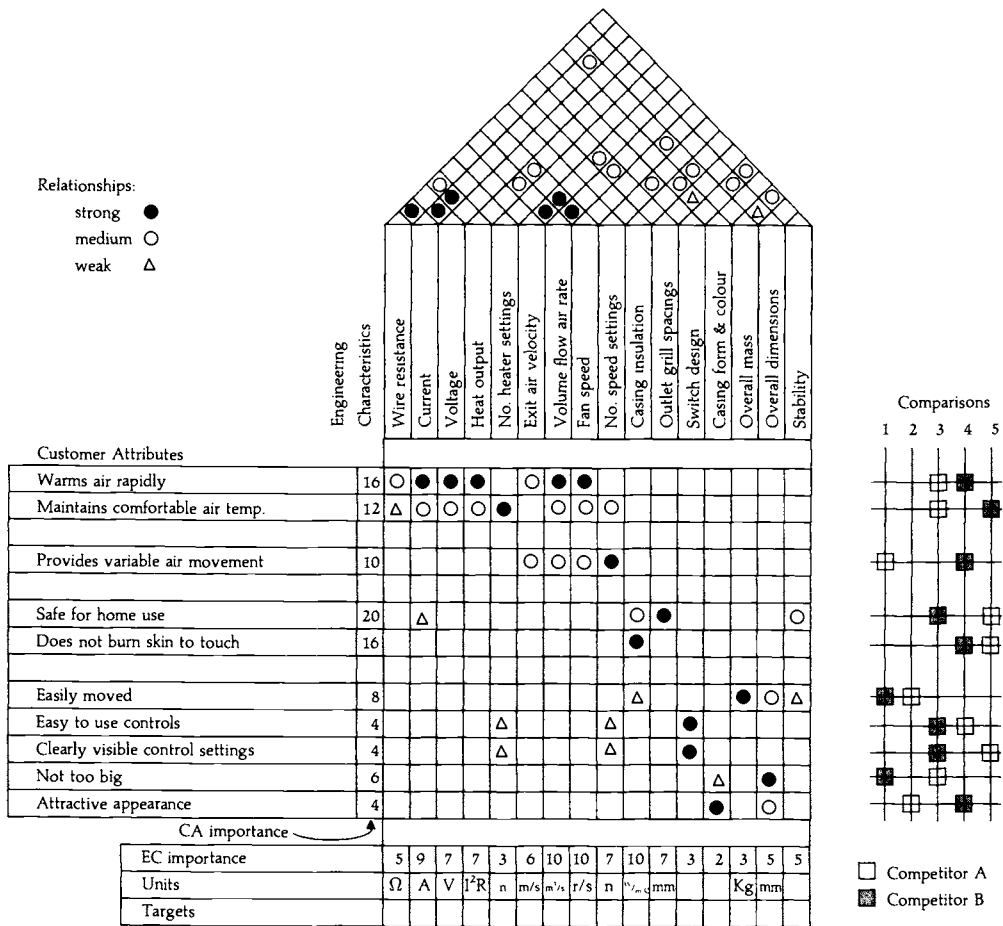 Relationships:
strong
medium
weak
Engineering
Characteristics
Wire resistance
Current
Voltage
Heat output
No. heater settings
Exit air velocity
Volume flow air rate
Fan speed
No. speed settings
Casing insulation
Outlet grill spacings
Switch design
Casing form & colour
Overall mass
Overall dimensions
Stability
Comparisons
1 2 3 4 5
Customer Attributes
Warms air rapidly 16
Maintains comfortable air temp. 12
Provides variable air movement 10
Safe for home use 20
Does not burn skin to touch 16
Easily moved 8
Easy to use controls 4
Clearly visible control settings 4
Not too big 6
Attractive appearance 4
CA importance
EC importance 5 9 7 7 3 6 10 10 7 10 7 3 2 3 5 5
Units Ω A V I²R n m/s m³/s r/s n mm Kg mm
Targets
Competitor A
Competitor B